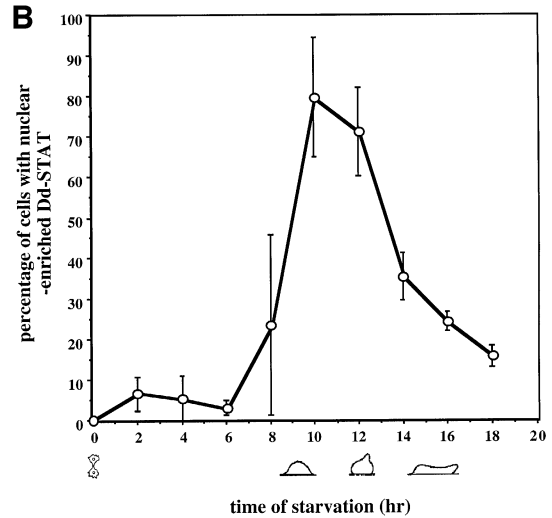 B
percentage of cells with nuclear
-enriched Dd-STAT
100
90
80
70
60
50
40
30
20
10
0
0 2 4 6 8 10 12 14 16 18 20
time of starvation (hr)